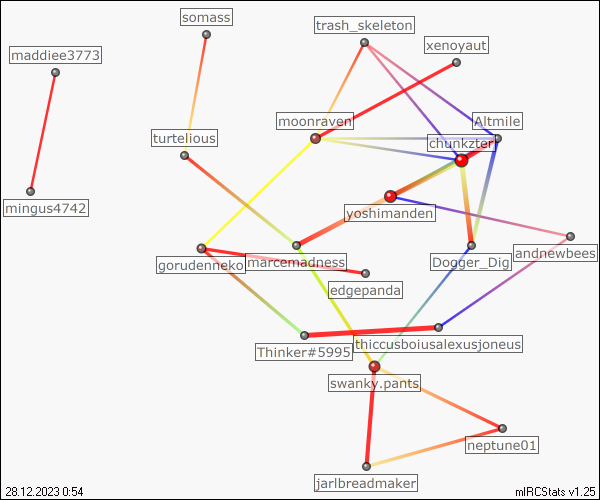 somass
trash_skeleton
xenoyaut
maddiee3773
moonraven
Altmile
turtelious
chunkzter
mingus4742
yoshimanden
gorudenneko
marcemadness
Dogger_Dig
andnewbees
edgepanda
Thinker#5995
thiccusboiusalexusjoneus
swanky.pants
neptune01
jarlbreadmaker
28.12.2023 0:54
mIRCStats v1.25